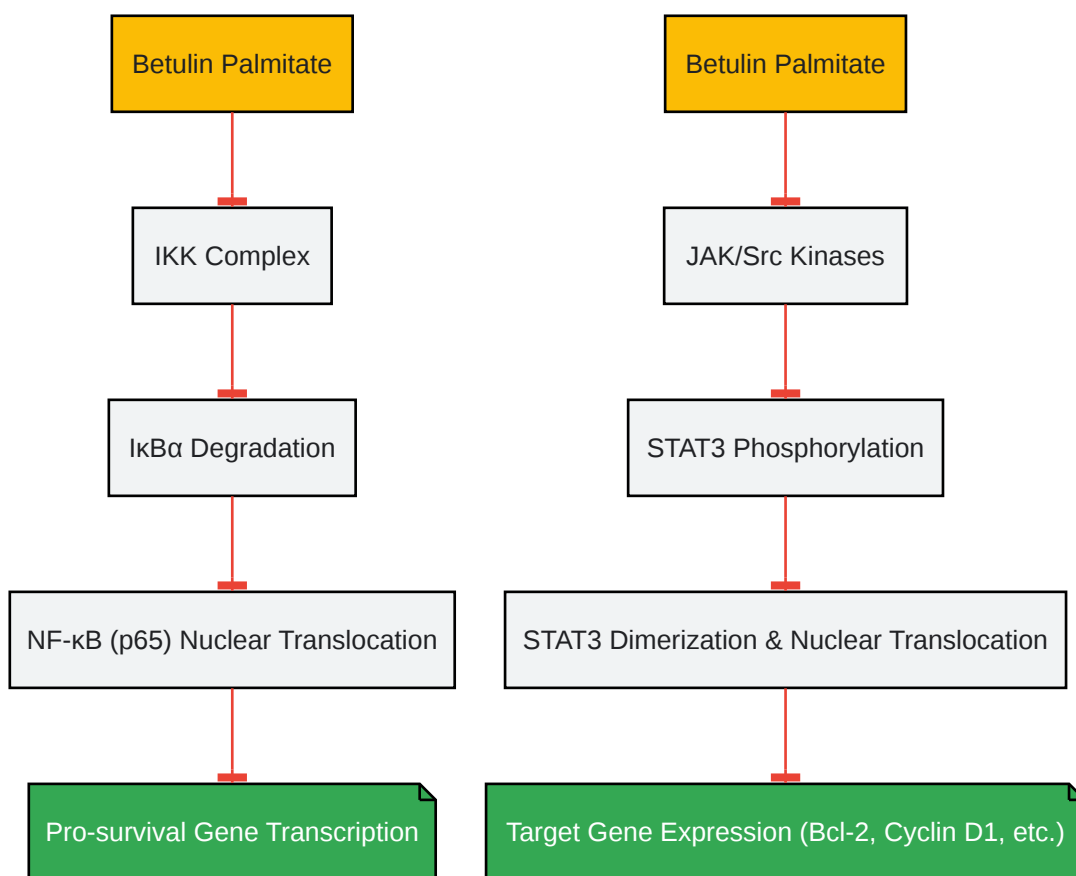 Betulin Palmitate
IKK Complex
IκBα Degradation
NF-κB (p65) Nuclear Translocation
Pro-survival Gene Transcription
Betulin Palmitate
JAK/Src Kinases
STAT3 Phosphorylation
STAT3 Dimerization & Nuclear Translocation
Target Gene Expression (Bcl-2, Cyclin D1, etc.)